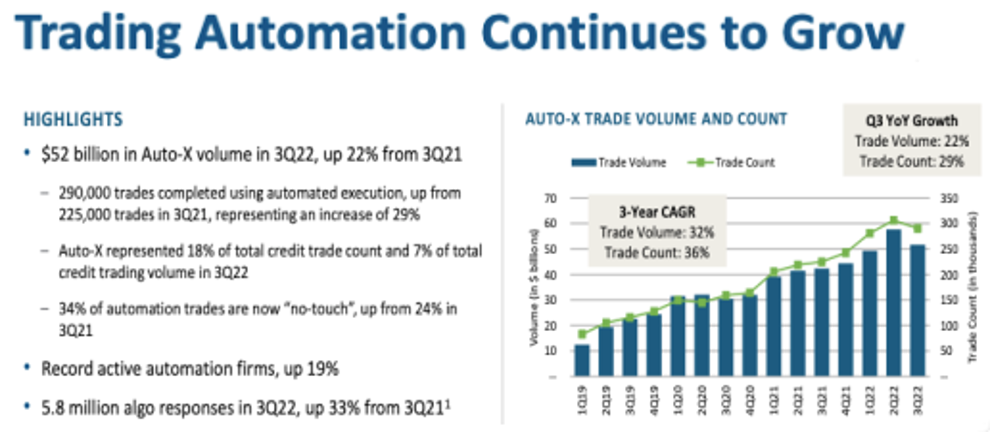 Trading Automation Continues to Grow
HIGHLIGHTS
• $52 billion in Auto-X volume in 3Q22, up 22% from 3Q21
– 290,000 trades completed using automated execution, up from
225,000 trades in 3Q21, representing an increase of 29%
– Auto-X represented 18% of total credit trade count and 7% of total
credit trading volume in 3Q22
– 34% of automation trades are now “no-touch”, up from 24% in
3Q21
• Record active automation firms, up 19%
• 5.8 million algo responses in 3Q22, up 33% from 3Q21¹
AUTO-X TRADE VOLUME AND COUNT
Q3 YoY Growth
Trade Volume: 22%
Trade Count: 29%
Trade Volume
Trade Count
3-Year CAGR
Trade Volume: 32%
Trade Count: 36%
Volume (in $ billions)
70
60
50
40
30
20
10
–
350
300
250
200
150
100
50
–
Trade Count (in thousands)
1Q19
2Q19
3Q19
4Q19
1Q20
2Q20
3Q20
4Q20
1Q21
2Q21
3Q21
4Q21
1Q22
2Q22
3Q22